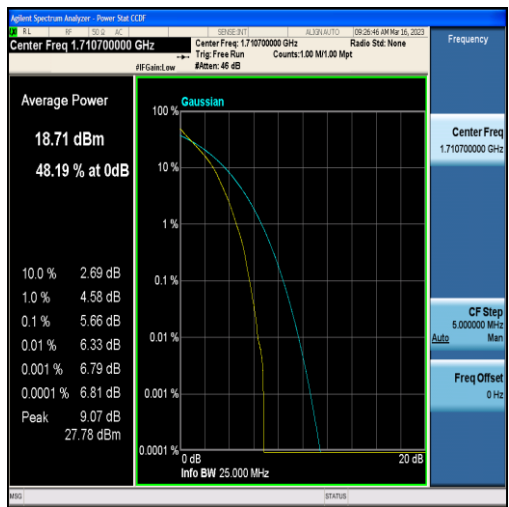 Agilent Spectrum Analyzer - Power Stat CCDF
RL RF 50 Ω AC SENSE:INT ALIGN AUTO 09:26:46 AM Mar 16, 2023
Center Freq 1.710700000 GHz
Center Freq: 1.710700000 GHz Radio Std: None
Trig: Free Run Counts:1.00 M/1.00 Mpt
#IFGain:Low #Atten: 46 dB
Frequency
Average Power
18.71 dBm
48.19 % at 0dB
10.0 % 2.69 dB
1.0 % 4.58 dB
0.1 % 5.66 dB
0.01 % 6.33 dB
0.001 % 6.79 dB
0.0001 % 6.81 dB
Peak 9.07 dB
27.78 dBm
Gaussian
100 %
10 %
1 %
0.1 %
0.01 %
0.001 %
0.0001 %
0 dB 20 dB
Info BW 25.000 MHz
Center Freq
1.710700000 GHz
CF Step
5.000000 MHz
Auto Man
Freq Offset
0 Hz
MSG STATUS